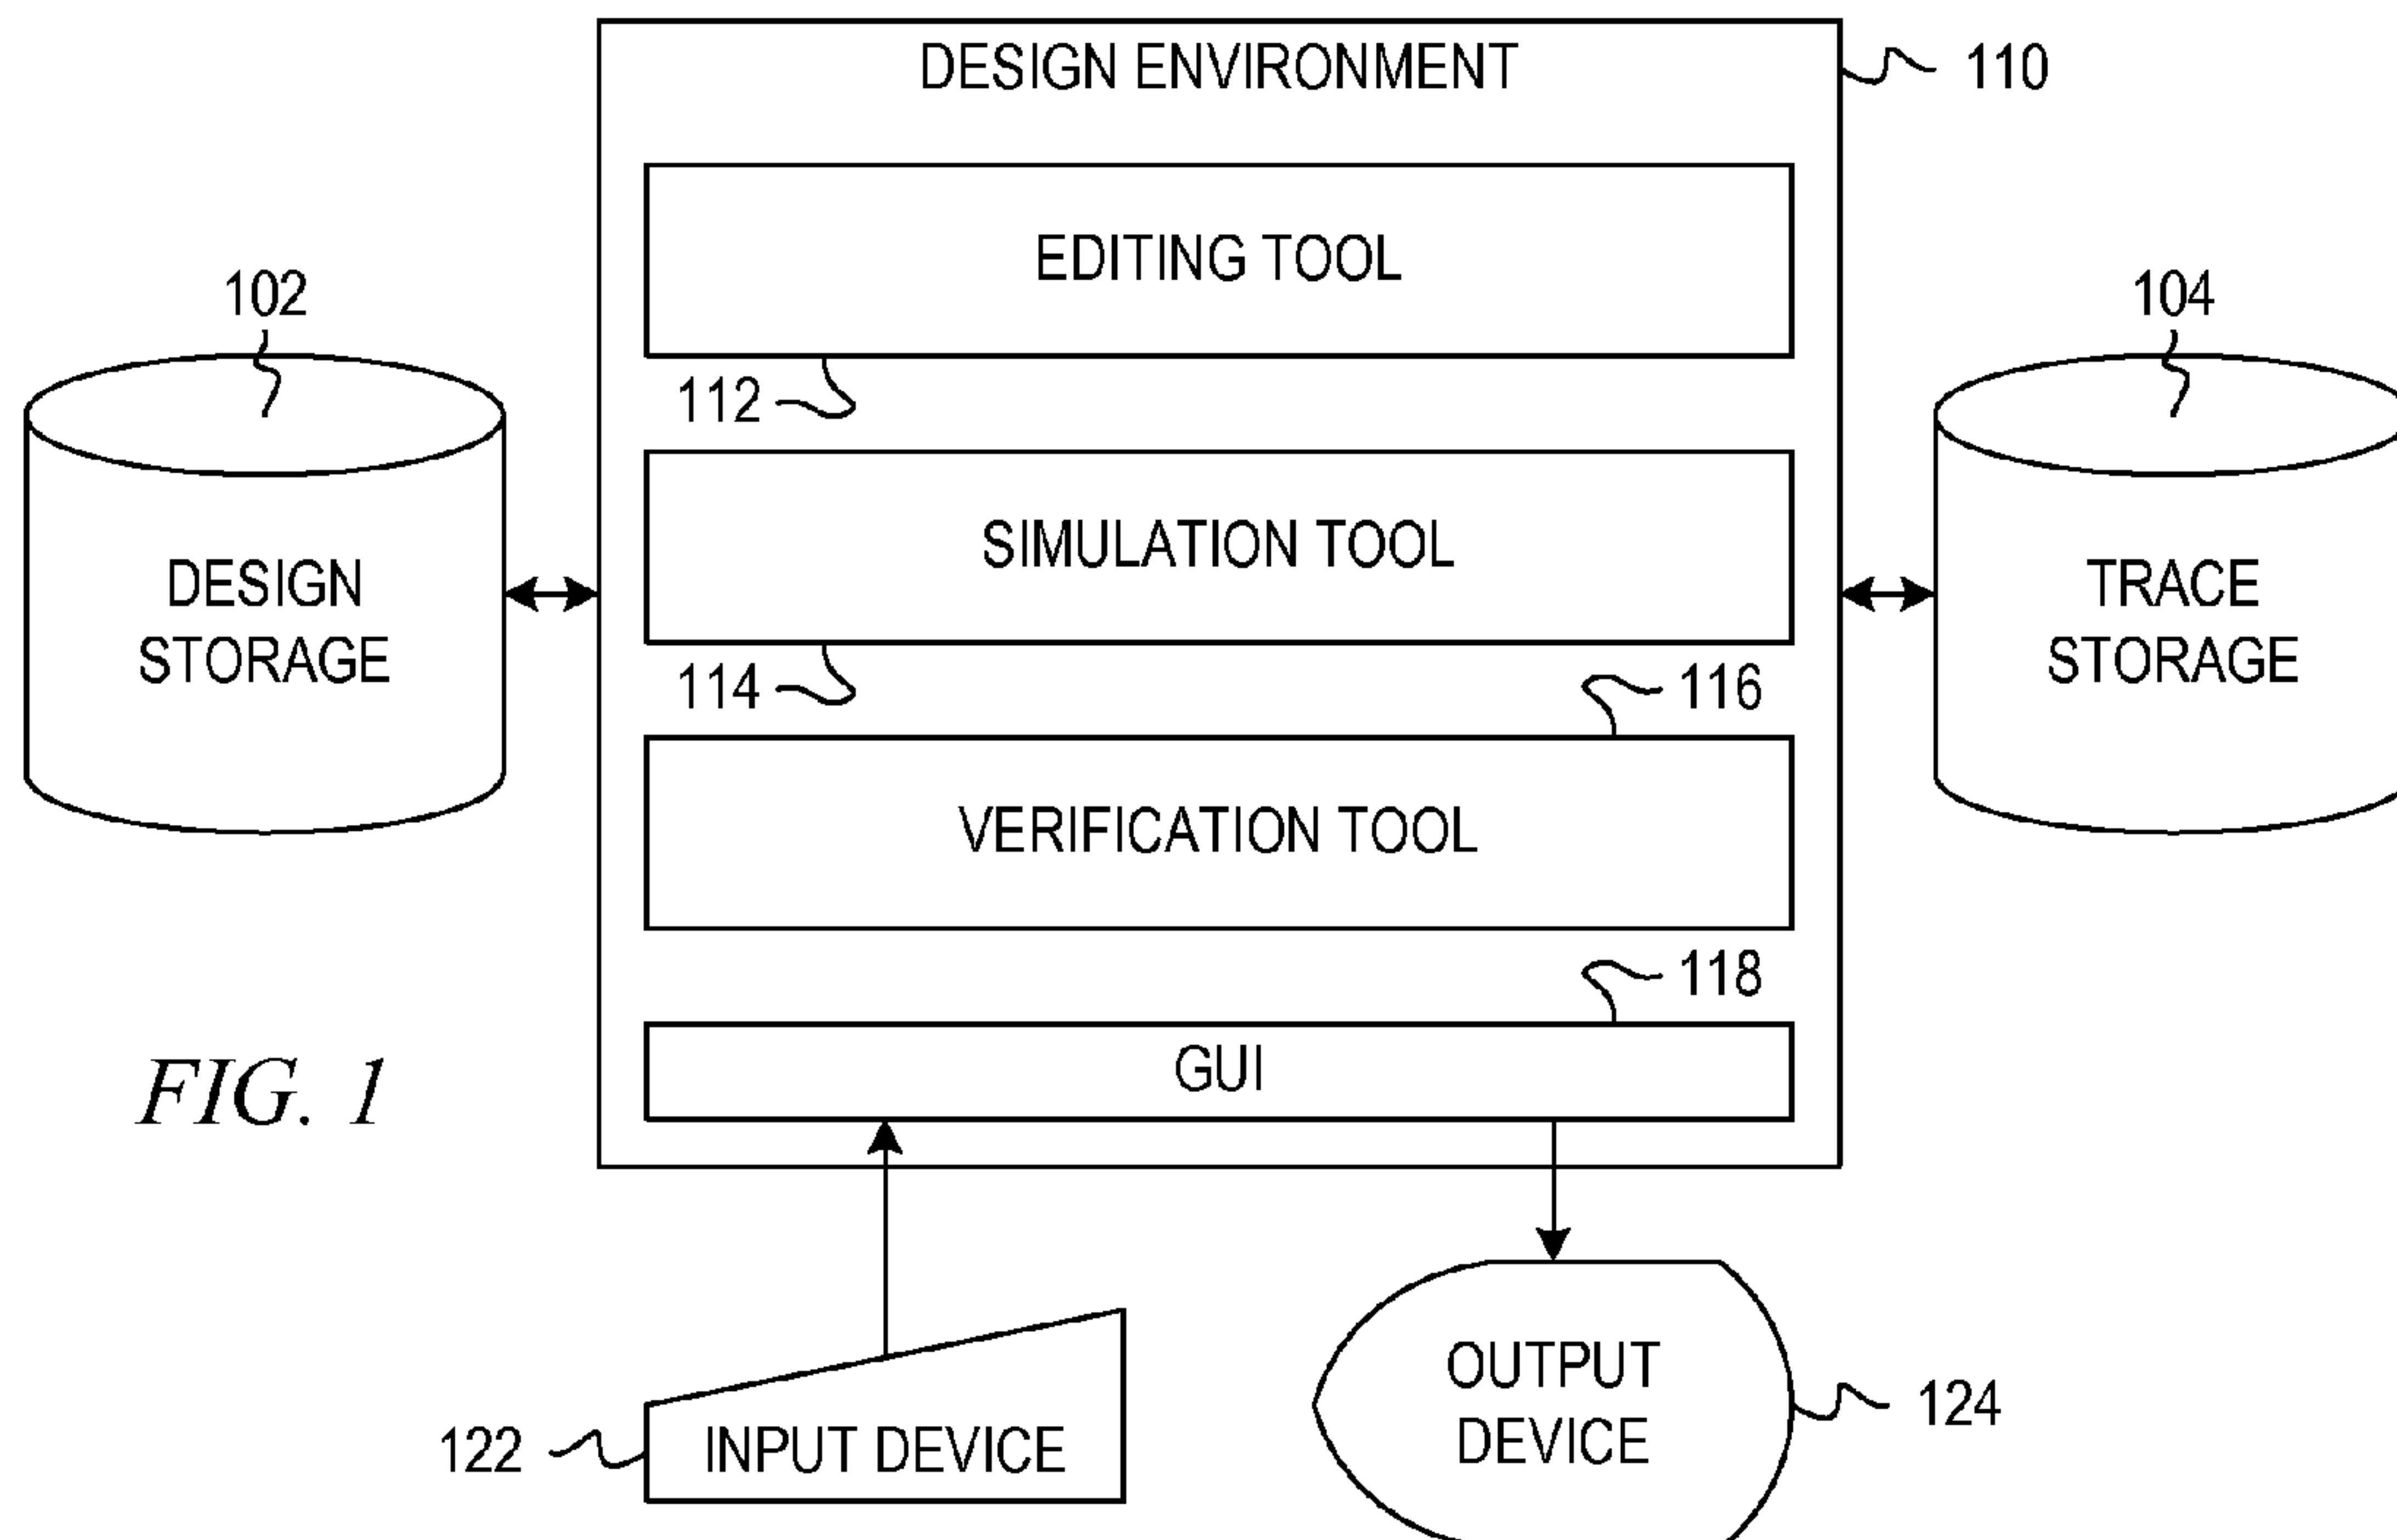 DESIGN ENVIRONMENT
110
EDITING TOOL
102
104
112
SIMULATION TOOL
DESIGN
STORAGE
TRACE
STORAGE
114
116
VERIFICATION TOOL
118
GUI
FIG. 1
OUTPUT
DEVICE
124
122
INPUT DEVICE